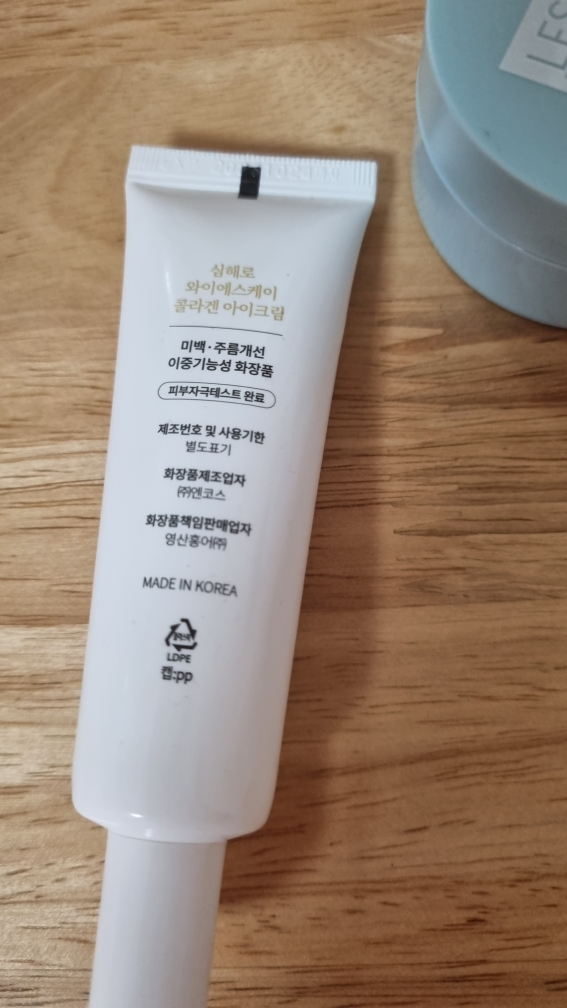 심해로
와이에스케이
콜라겐 아이크림
미백·주름개선
이중기능성 화장품
피부자극테스트 완료
제조번호 및 사용기한
별도표기
화장품제조업자
㈜엔코스
화장품책임판매업자
영산홍어㈜
MADE IN KOREA
LDPE
캡:pp
LES